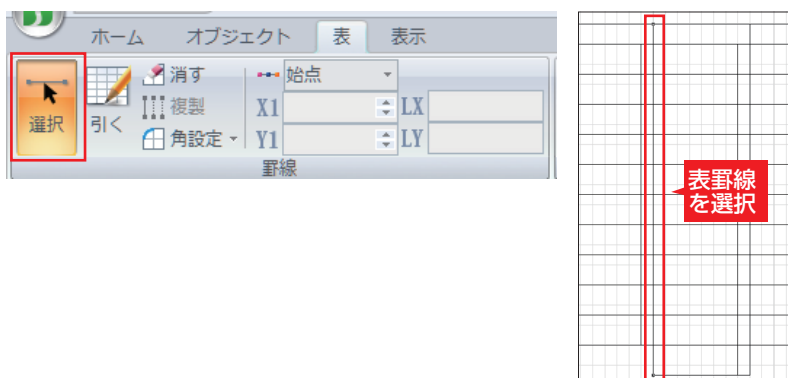 ホーム オブジェクト 表 表示
選択 引く 消す 始点
複製 X1 LX
角設定 Y1 LY
罫線
表罫線
を選択